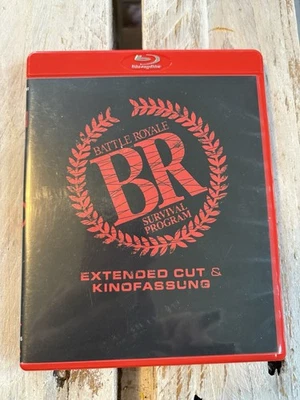 Blu-ray Disc
BATTLE ROYALE
BR
SURVIVAL
PROGRAM
EXTENDED CUT &
KINOFASSUNG